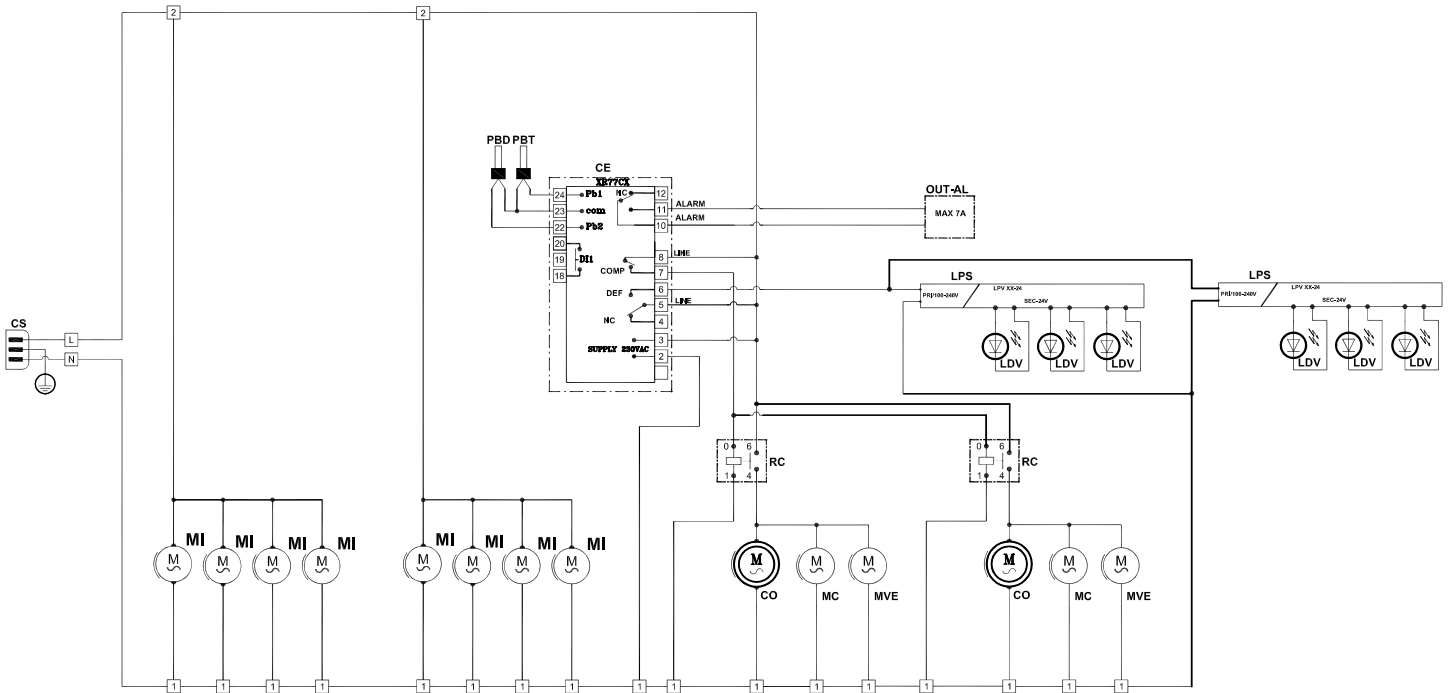 2
2
PBD PBT
CE
XR77CX
24 Pb1 NC 12
23 com 11 ALARM
22 Pb2 10 ALARM
20
19 DI1
18
8 LINE
COMP 7
DEF 6
5 LINE
NC 4
3
SUPPLY 230VAC
2
OUT-AL
MAX 7A
LPS
LPV XX-24
PRI/100-240V
SEC-24V
LDV LDV LDV
LPS
LPV XX-24
PRI/100-240V
SEC-24V
LDV LDV LDV
CS
L
N
0 6
1 4
RC
0 6
1 4
RC
MI MI MI MI
M M M M
MI MI MI MI
M M M M
M M M
CO MC MVE
M M M
CO MC MVE
1 1 1 1 1 1 1 1 1 1 1 1 1 1 1 1 1